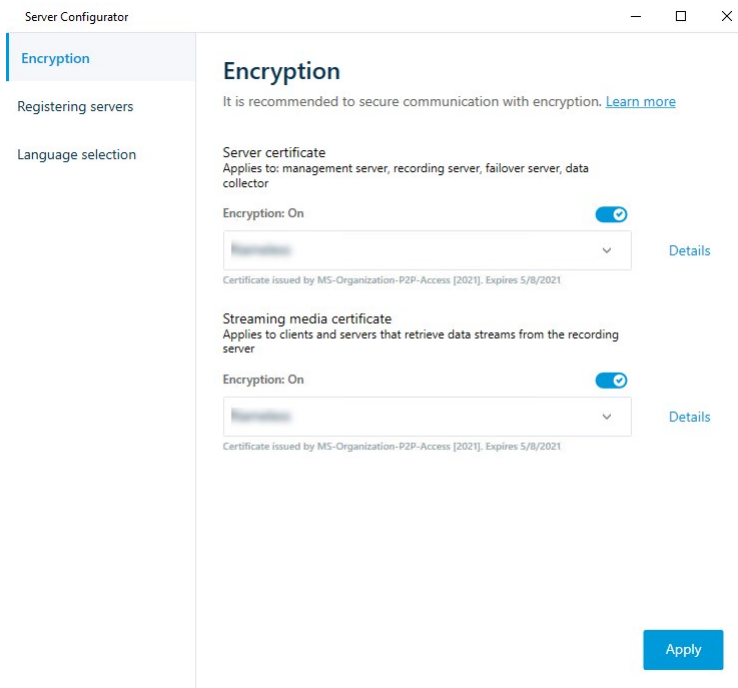 Server Configurator
Encryption
Registering servers
Language selection
Encryption
It is recommended to secure communication with encryption. Learn more
Server certificate
Applies to: management server, recording server, failover server, data
collector
Encryption: On
Details
Certificate issued by MS-Organization-P2P-Access [2021]. Expires 5/8/2021
Streaming media certificate
Applies to clients and servers that retrieve data streams from the recording
server
Encryption: On
Details
Certificate issued by MS-Organization-P2P-Access [2021]. Expires 5/8/2021
Apply